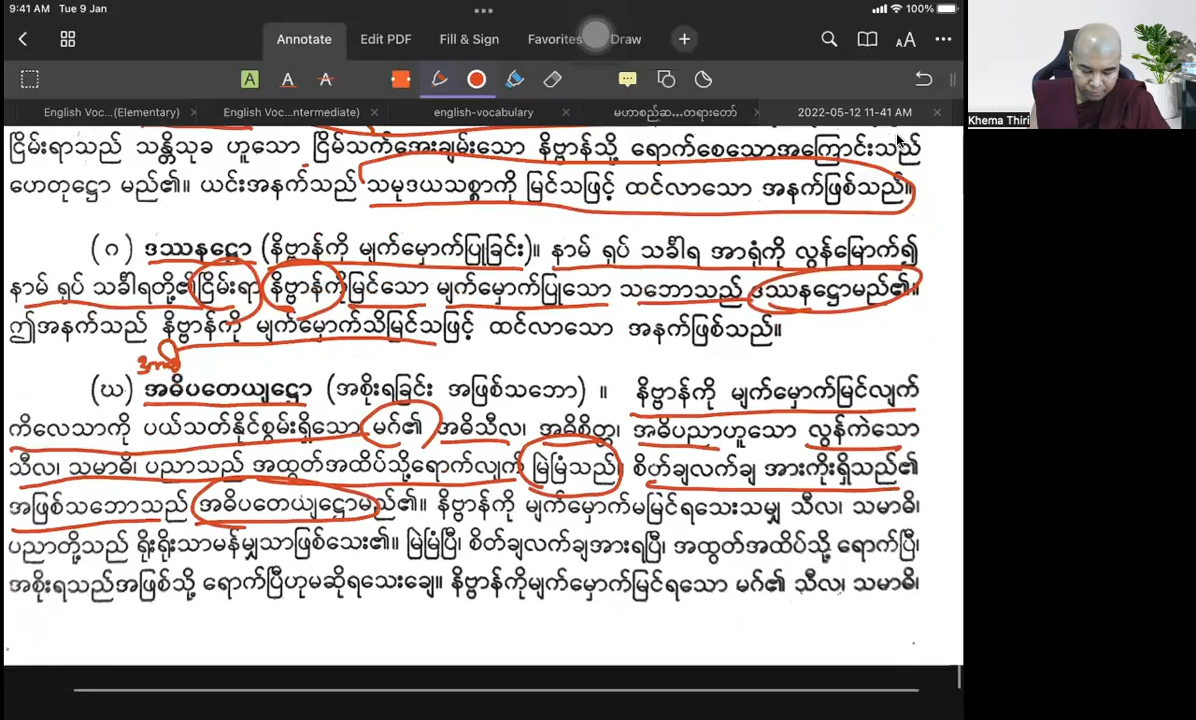 9:41 AM Tue 9 Jan
100%
Annotate Edit PDF Fill & Sign Favorites Draw
AA
A A A
English Voc...(Elementary) × English Voc...ntermediate) × english-vocabulary × မဟာစည်ဆ...တရားတော် 2022-05-12 11-41 AM ×
Khema Thiri
ငြိမ်းရာသည် သန္တိသုခ ဟူသော ငြိမ်သက်အေးချမ်းသော နိဗ္ဗာန်သို့ ရောက်စေသောအကြောင်းသည်
ဟေတုဋ္ဌော မည်၏။ ယင်းအနက်သည် သမုဒယသစ္စာကို မြင်သဖြင့် ထင်လာသော အနက်ဖြစ်သည်။
(ဂ) ဒဿနဋ္ဌော (နိဗ္ဗာန်ကို မျက်မှောက်ပြုခြင်း)။ နာမ် ရုပ် သင်္ခါရ အာရုံကို လွန်မြောက်၍
နာမ် ရုပ် သင်္ခါရတို့၏ငြိမ်းရာ နိဗ္ဗာန်ကိုမြင်သော မျက်မှောက်ပြုသော သဘောသည် ဒဿနဋ္ဌောမည်၏။
ဤအနက်သည် နိဗ္ဗာန်ကို မျက်မှောက်သိမြင်သဖြင့် ထင်လာသော အနက်ဖြစ်သည်။
(ဃ) အဓိပတေယျဋ္ဌော (အစိုးရခြင်း အဖြစ်သဘော) ။ နိဗ္ဗာန်ကို မျက်မှောက်မြင်လျက်
ကိလေသာကို ပယ်သတ်နိုင်စွမ်းရှိသော မဂ်၏ အဓိသီလ၊ အဓိစိတ္တ၊ အဓိပညာဟူသော လွန်ကဲသော
သီလ၊ သမာဓိ၊ ပညာသည် အထွတ်အထိပ်သို့ရောက်လျက် မြဲမြံသည်၊ စိတ်ချလက်ချ အားကိုးရှိသည်၏
အဖြစ်သဘောသည် အဓိပတေယျဋ္ဌောမည်၏။ နိဗ္ဗာန်ကို မျက်မှောက်မမြင်ရသေးသမျှ သီလ၊ သမာဓိ၊
ပညာတို့သည် ရိုးရိုးသာမန်မျှသာဖြစ်သေး၏။ မြဲမြံပြီ၊ စိတ်ချလက်ချအားရပြီ၊ အထွတ်အထိပ်သို့ ရောက်ပြီ၊
အစိုးရသည်အဖြစ်သို့ ရောက်ပြီဟုမဆိုရသေးချေ။ နိဗ္ဗာန်ကိုမျက်မှောက်မြင်ရသော မဂ်၏ သီလ၊ သမာဓိ၊